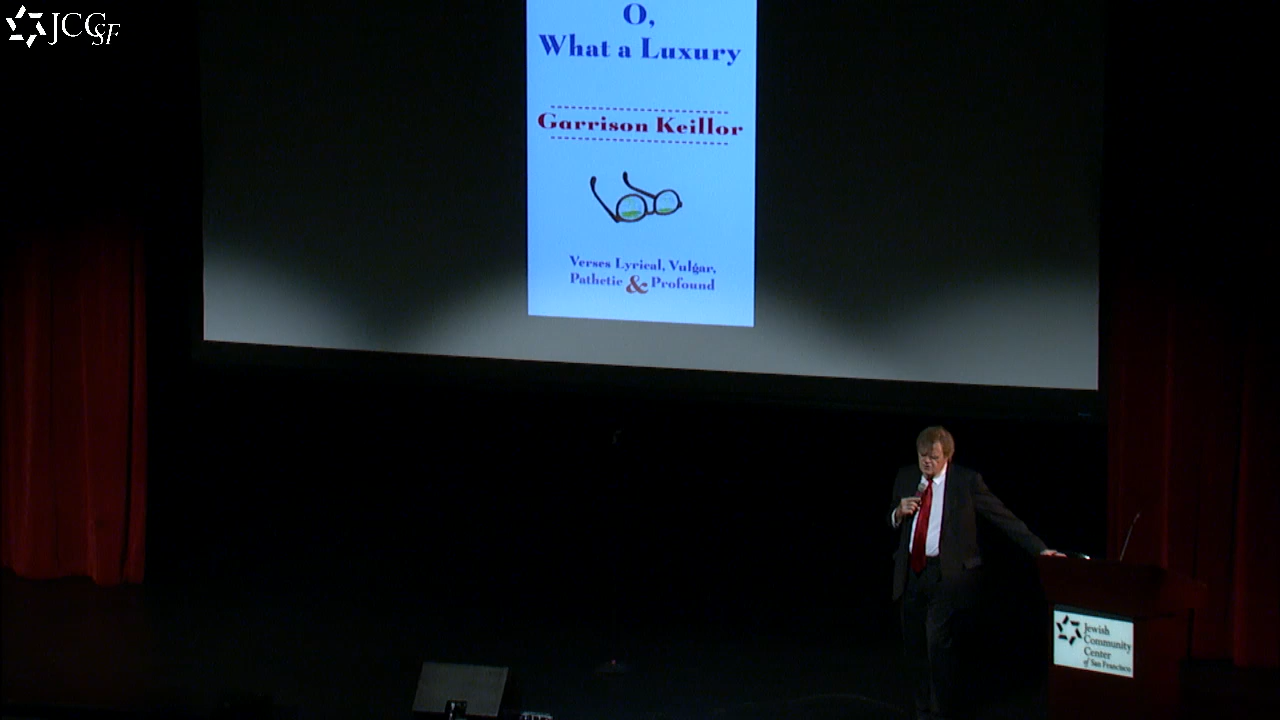 JCCSF
O,
What a Luxury
Garrison Keillor
Verses Lyrical, Vulgar,
Pathetic & Profound
Jewish
Community
Center
of San Francisco